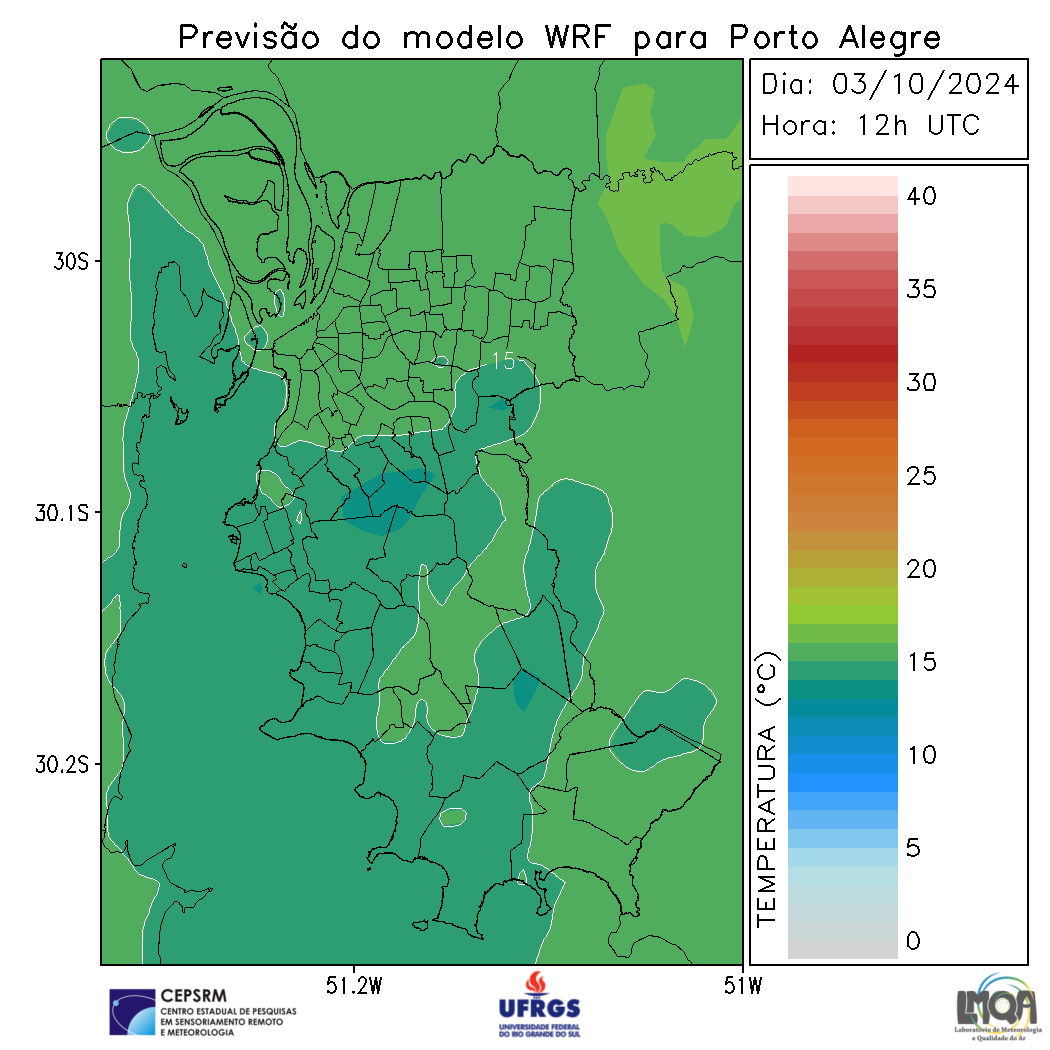 Previsão do modelo WRF para Porto Alegre
Dia: 03/10/2024
Hora: 12h UTC
40
35
30
25
20
15
10
5
0
TEMPERATURA (°C)
30S
30.1S
30.2S
15
51.2W
51W
CEPSRM
CENTRO ESTADUAL DE PESQUISAS
EM SENSORIAMENTO REMOTO
E METEOROLOGIA
UFRGS
UNIVERSIDADE FEDERAL
DO RIO GRANDE DO SUL
LMQA
Laboratório de Meteorologia
e Qualidade do Ar